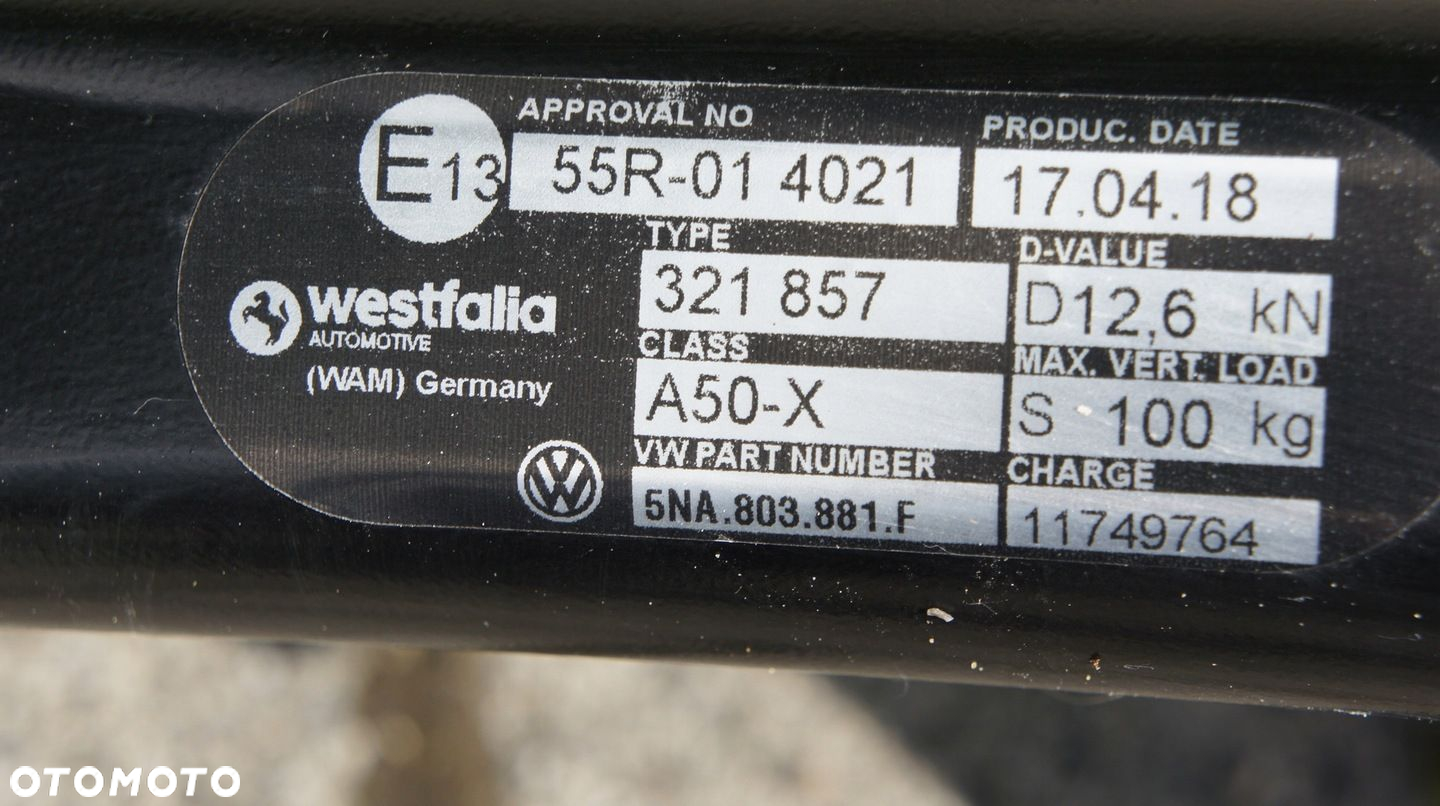 APPROVAL NO
PRODUC. DATE
E13
55R-01 4021
17.04.18
TYPE
D-VALUE
321 857
D12,6 kN
westfalia
AUTOMOTIVE
(WAM) Germany
CLASS
MAX. VERT. LOAD
A50-X
S 100 kg
VW PART NUMBER
CHARGE
5NA.803.881.F
11749764
OTOMOTO